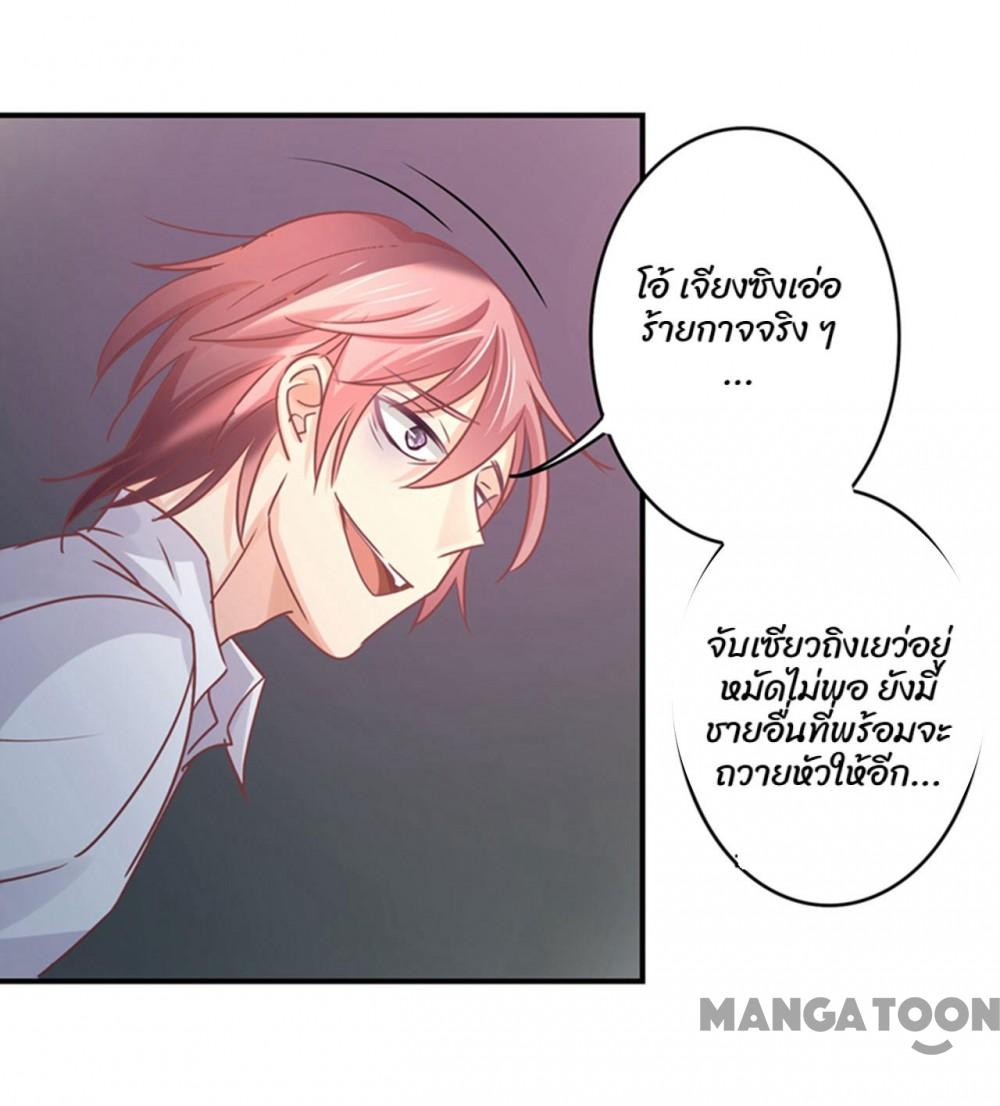 โอ้ เจียงซิงเอ่อ
ร้ายกาจจริง ๆ
...
จับเซียวถิงเยว่อยู่
หมัดไม่พอ ยังมี
ชายอื่นที่พร้อมจะ
ถวายหัวให้อีก...
MANGATOON